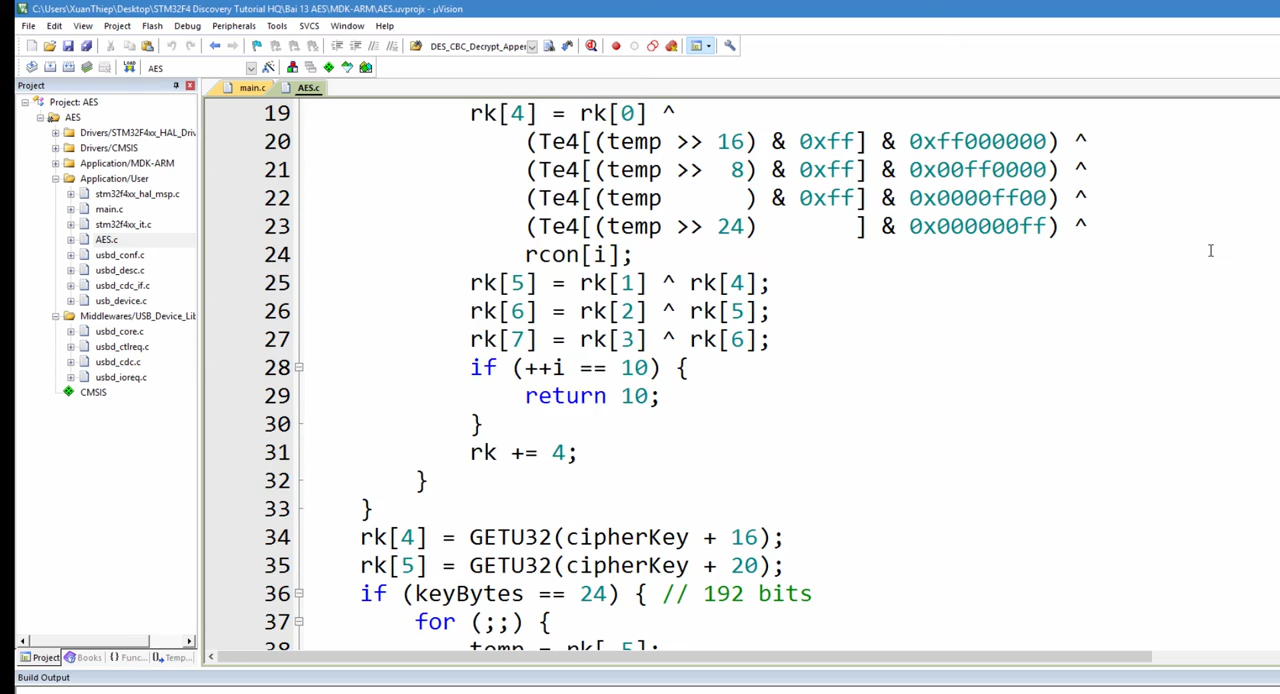 C:\Users\XuanThiep\Desktop\STM32F4 Discovery Tutorial HQ\Bai 13 AES\MDK-ARM\AES.uvprojx - µVision
File Edit View Project Flash Debug Peripherals Tools SVCS Window Help
DES_CBC_Decrypt_Apper
LOAD
AES
Project
main.c AES.c
Project: AES
AES
Drivers/STM32F4xx_HAL_Driv
Drivers/CMSIS
Application/MDK-ARM
Application/User
stm32f4xx_hal_msp.c
main.c
stm32f4xx_it.c
AES.c
usbd_conf.c
usbd_desc.c
usbd_cdc_if.c
usb_device.c
Middlewares/USB_Device_Lib
usbd_core.c
usbd_ctlreq.c
usbd_cdc.c
usbd_ioreq.c
CMSIS
19 rk[4] = rk[0] ^
20 (Te4[(temp >> 16) & 0xff] & 0xff000000) ^
21 (Te4[(temp >>  8) & 0xff] & 0x00ff0000) ^
22 (Te4[(temp      ) & 0xff] & 0x0000ff00) ^
23 (Te4[(temp >> 24)       ] & 0x000000ff) ^
24 rcon[i];
25 rk[5] = rk[1] ^ rk[4];
26 rk[6] = rk[2] ^ rk[5];
27 rk[7] = rk[3] ^ rk[6];
28 if (++i == 10) {
29 return 10;
30 }
31 rk += 4;
32 }
33 }
34 rk[4] = GETU32(cipherKey + 16);
35 rk[5] = GETU32(cipherKey + 20);
36 if (keyBytes == 24) { // 192 bits
37 for (;;) {
38 temp = rk[ 5];
Project Books {} Func... Temp...
Build Output